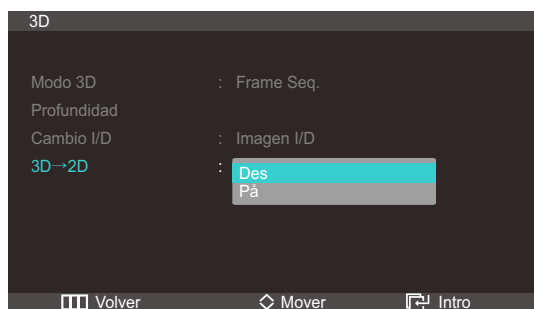 3D
Modo 3D : Frame Seq.
Profundidad
Cambio I/D : Imagen I/D
3D→2D : Des
På
Volver Mover Intro